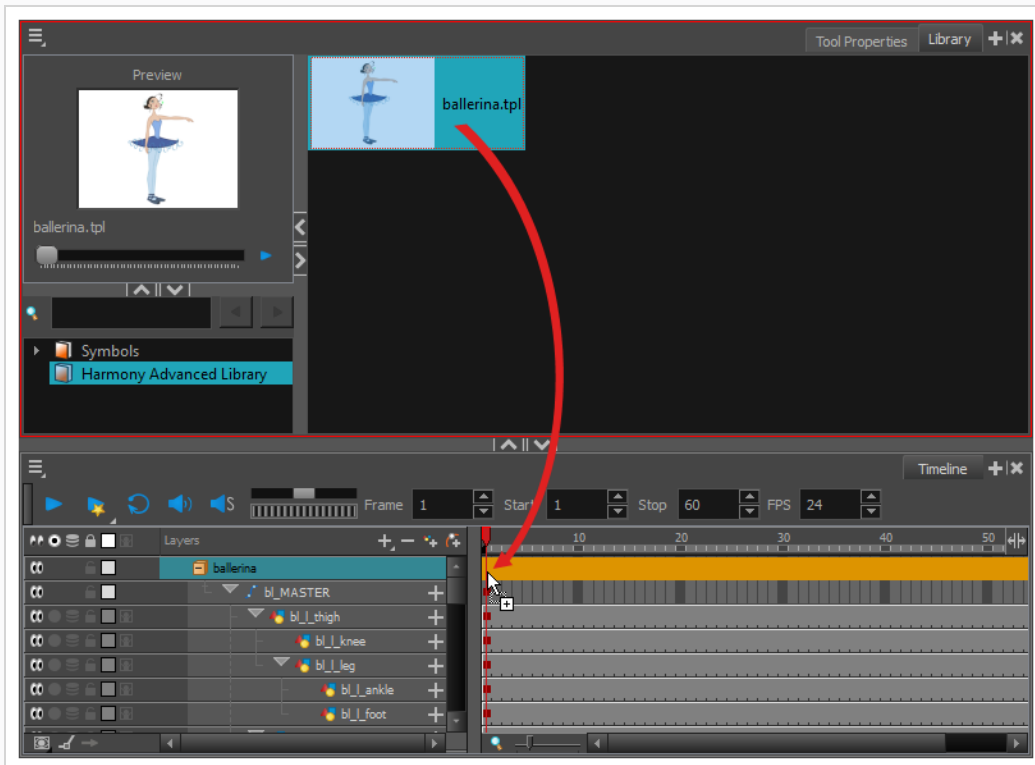 Tool Properties Library
Preview
ballerina.tpl
ballerina.tpl
Symbols
Harmony Advanced Library
Timeline
S Frame 1 Start 1 Stop 60 FPS 24
Layers 10 20 30 40 50
ballerina
bl_MASTER
bl_l_thigh
bl_l_knee
bl_l_leg
bl_l_ankle
bl_l_foot